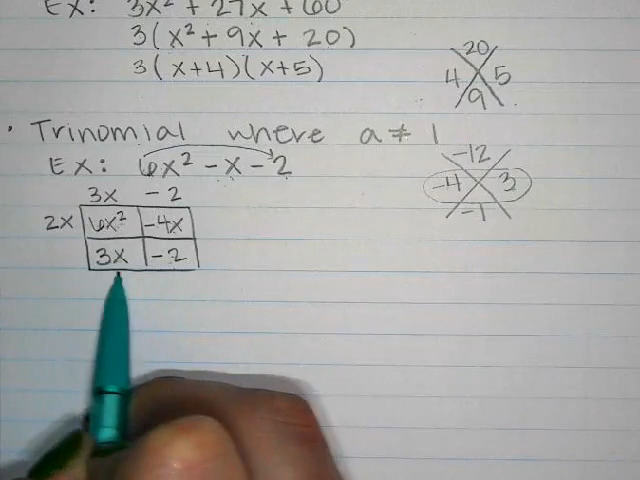 Ex: 3x² + 27x + 60
3(x² + 9x + 20)
3(x+4)(x+5)
20
4 5
9
· Trinomial where a ≠ 1
Ex: 6x² - x - 2
-12
-4 3
-1
3x -2
2x 6x² -4x
3x -2